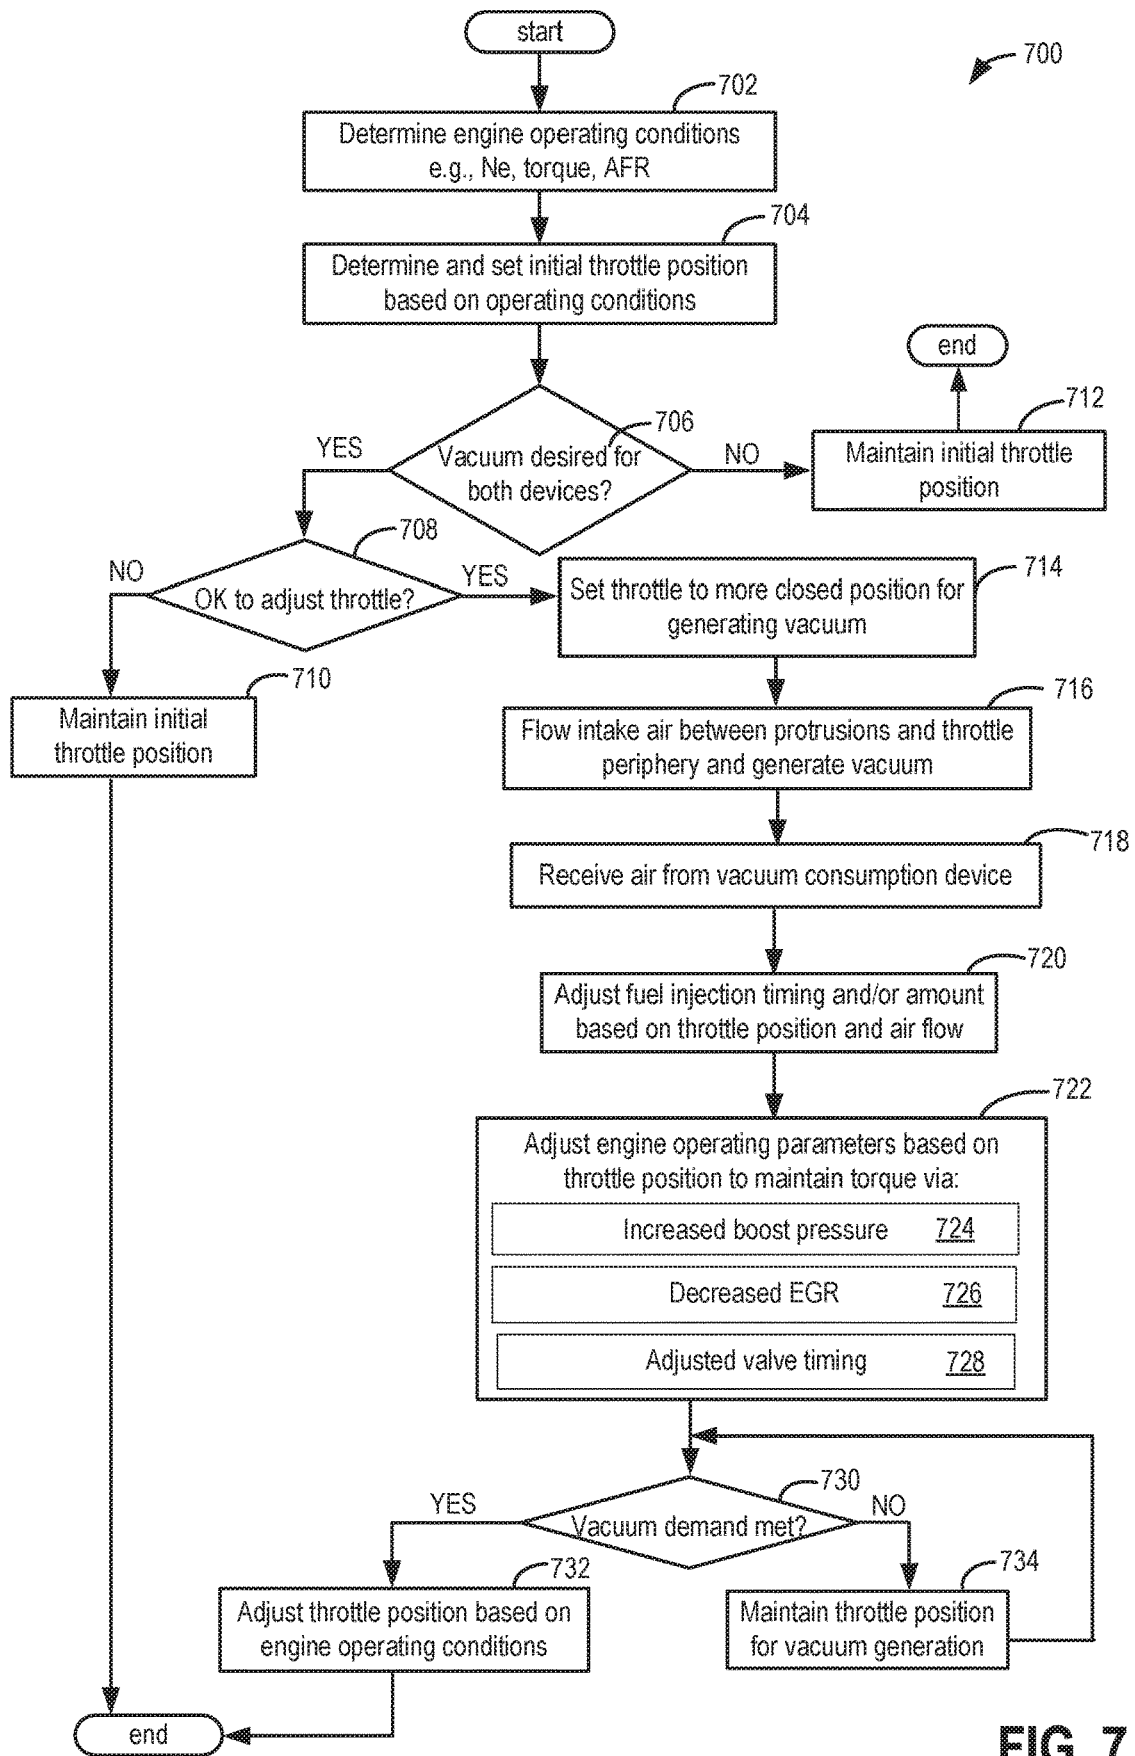 start
700
702
Determine engine operating conditions
e.g., Ne, torque, AFR
704
Determine and set initial throttle position
based on operating conditions
end
712
706
YES
Vacuum desired for
both devices?
NO
Maintain initial throttle
position
708
NO
OK to adjust throttle?
YES
714
Set throttle to more closed position for
generating vacuum
710
Maintain initial
throttle position
716
Flow intake air between protrusions and throttle
periphery and generate vacuum
718
Receive air from vacuum consumption device
720
Adjust fuel injection timing and/or amount
based on throttle position and air flow
722
Adjust engine operating parameters based on
throttle position to maintain torque via:
Increased boost pressure 724
Decreased EGR 726
Adjusted valve timing 728
730
YES
Vacuum demand met?
NO
732
Adjust throttle position based on
engine operating conditions
734
Maintain throttle position
for vacuum generation
end
FIG. 7